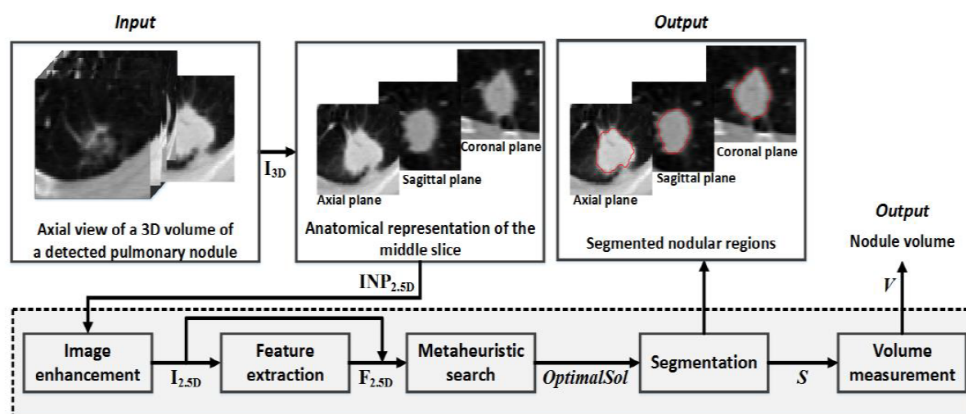 Input
Output
Axial view of a 3D volume of
a detected pulmonary nodule
I3D
Axial plane
Sagittal plane
Coronal plane
Anatomical representation of the
middle slice
Axial plane
Sagittal plane
Coronal plane
Segmented nodular regions
Output
Nodule volume
INP2.5D
V
Image
enhancement
I2.5D
Feature
extraction
F2.5D
Metaheuristic
search
OptimalSol
Segmentation
S
Volume
measurement